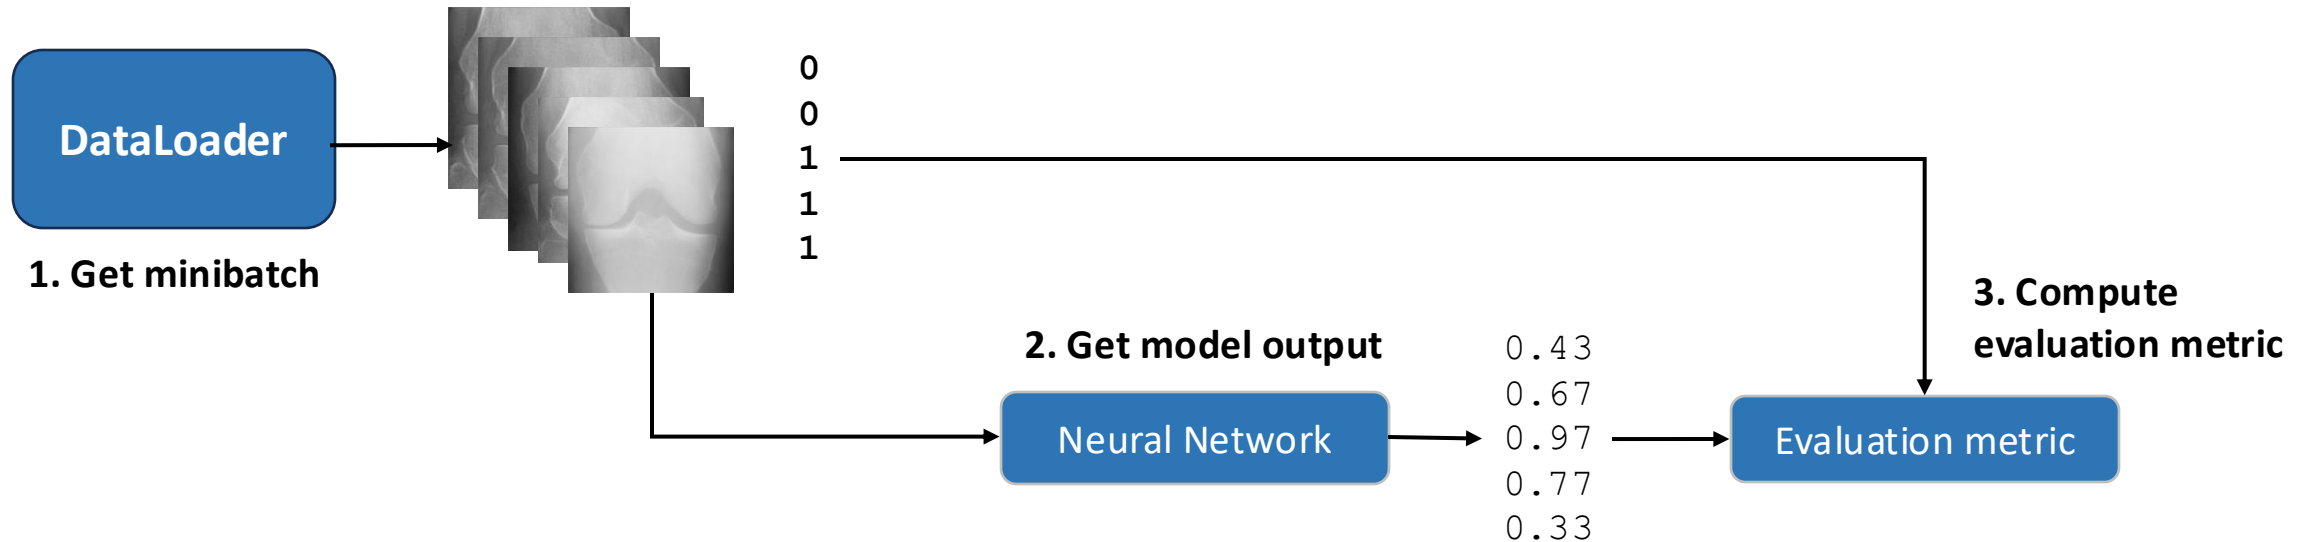 DataLoader
1. Get minibatch
0
0
1
1
1
2. Get model output
Neural Network
0.43
0.67
0.97
0.77
0.33
3. Compute
evaluation metric
Evaluation metric